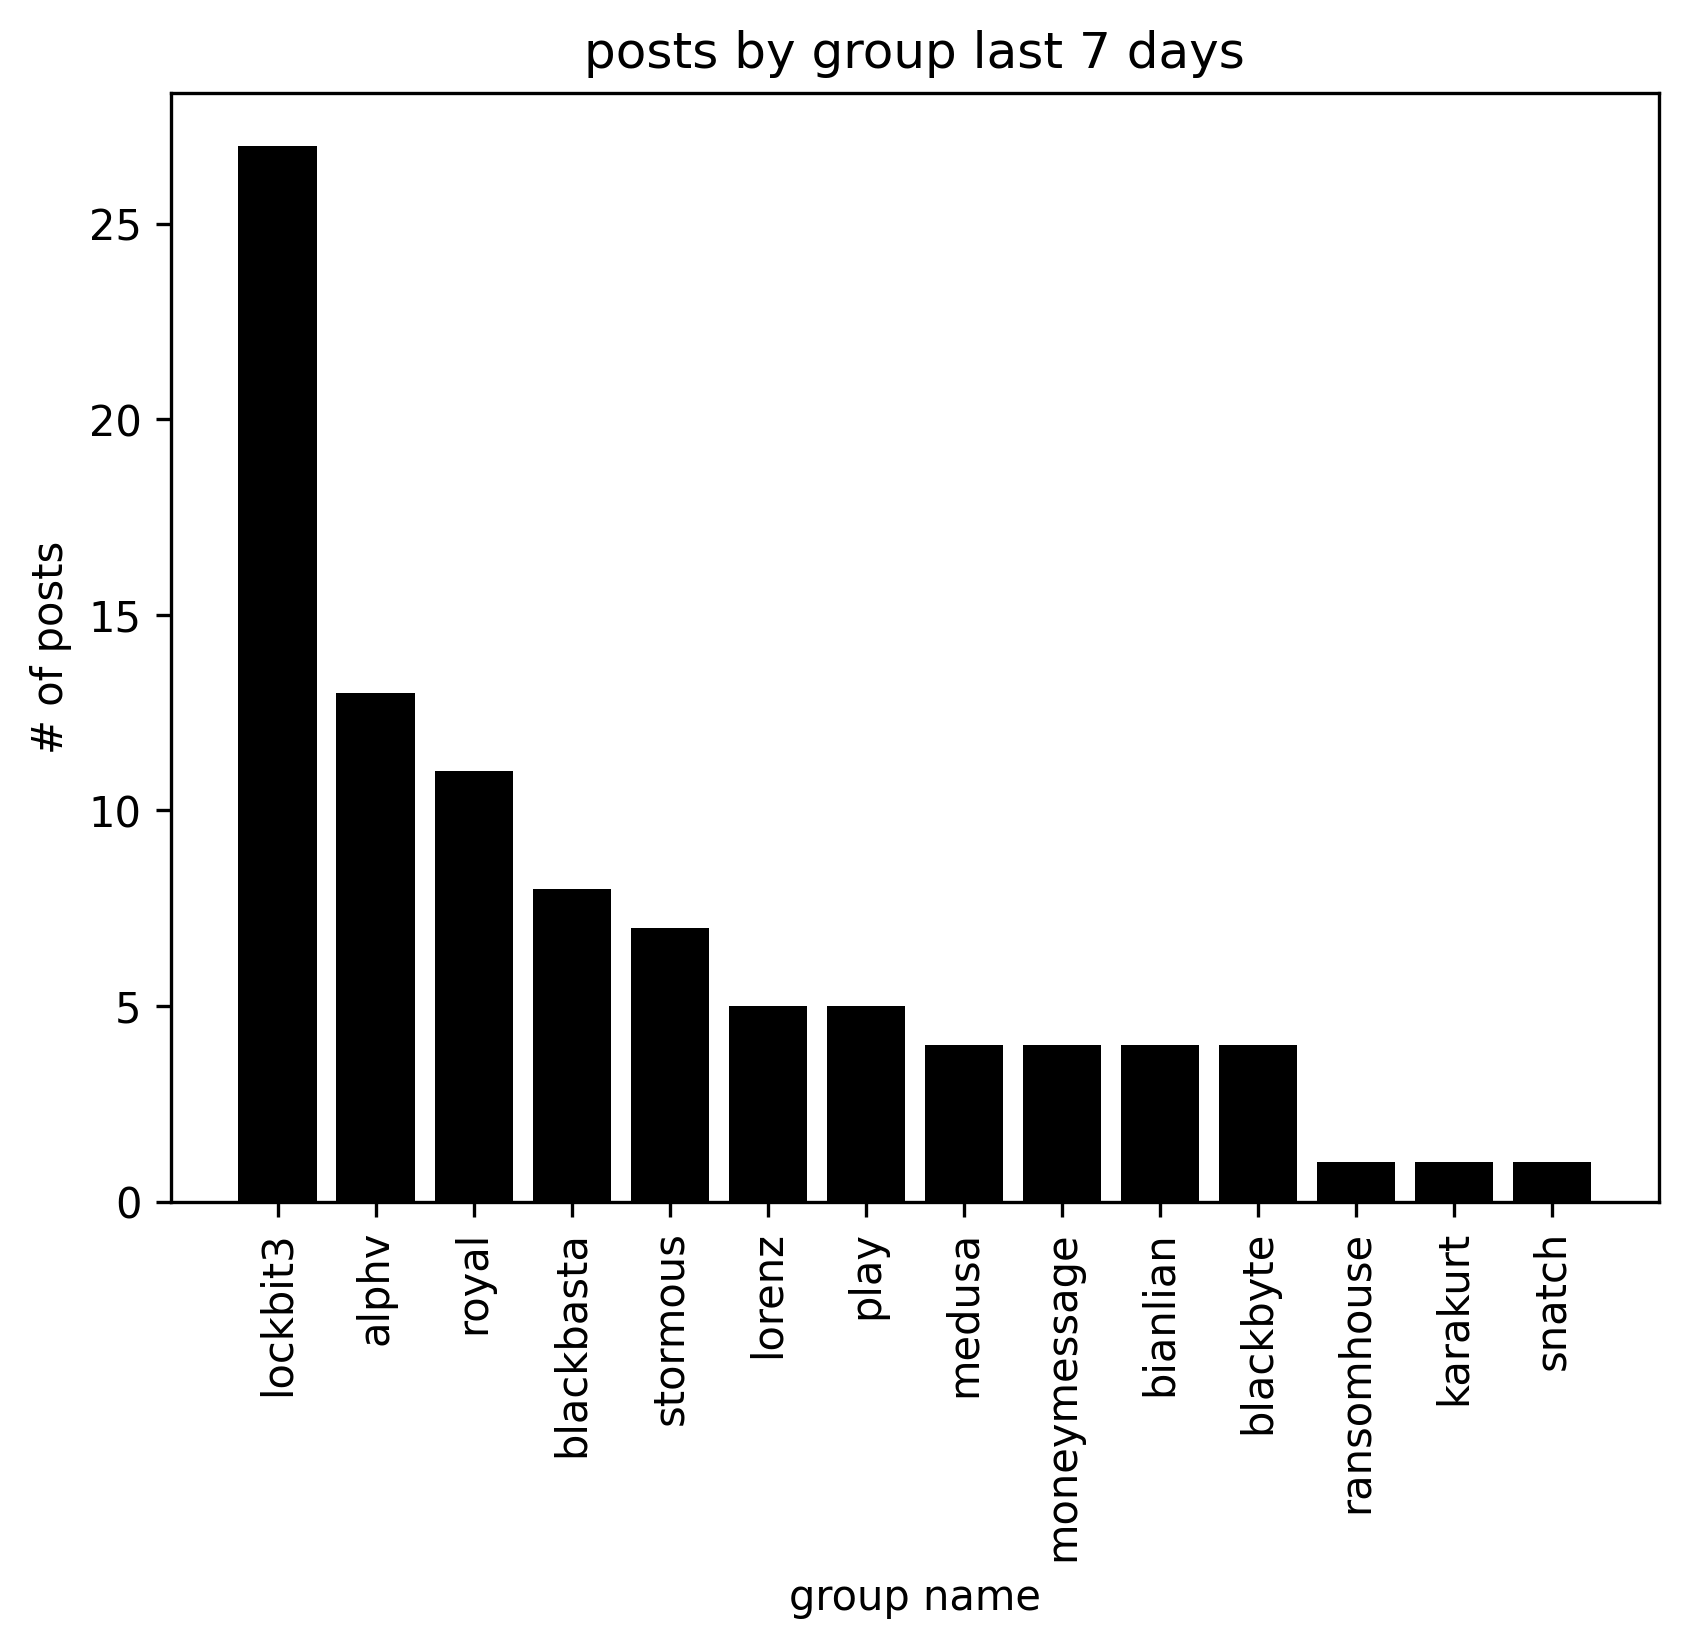 posts by group last 7 days
# of posts
25
20
15
10
5
0
lockbit3
alphv
royal
blackbasta
stormous
lorenz
play
medusa
moneymessage
bianlian
blackbyte
ransomhouse
karakurt
snatch
group name